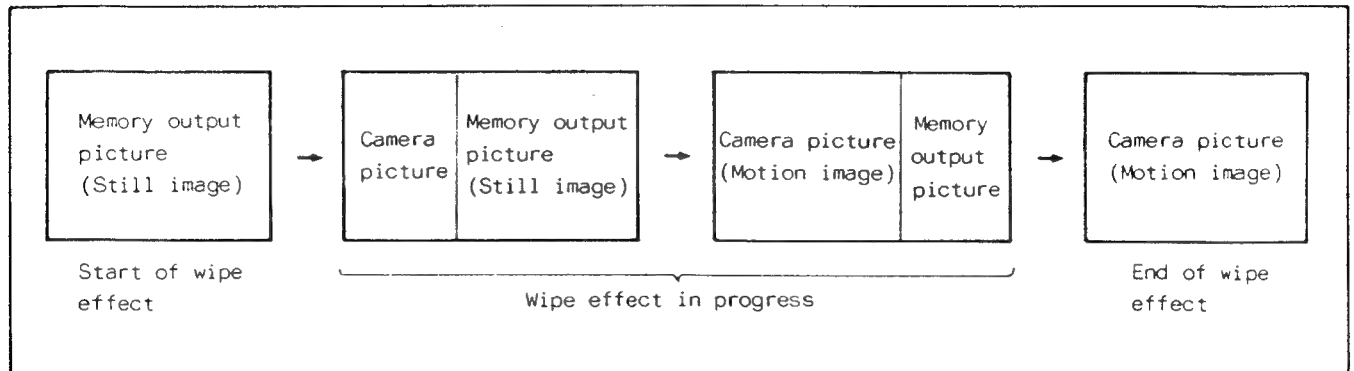 Memory output
picture
(Still image)
Camera
picture
Memory output
picture
(Still image)
Camera picture
(Motion image)
Memory
output
picture
Camera picture
(Motion image)
Start of wipe
effect
Wipe effect in progress
End of wipe
effect